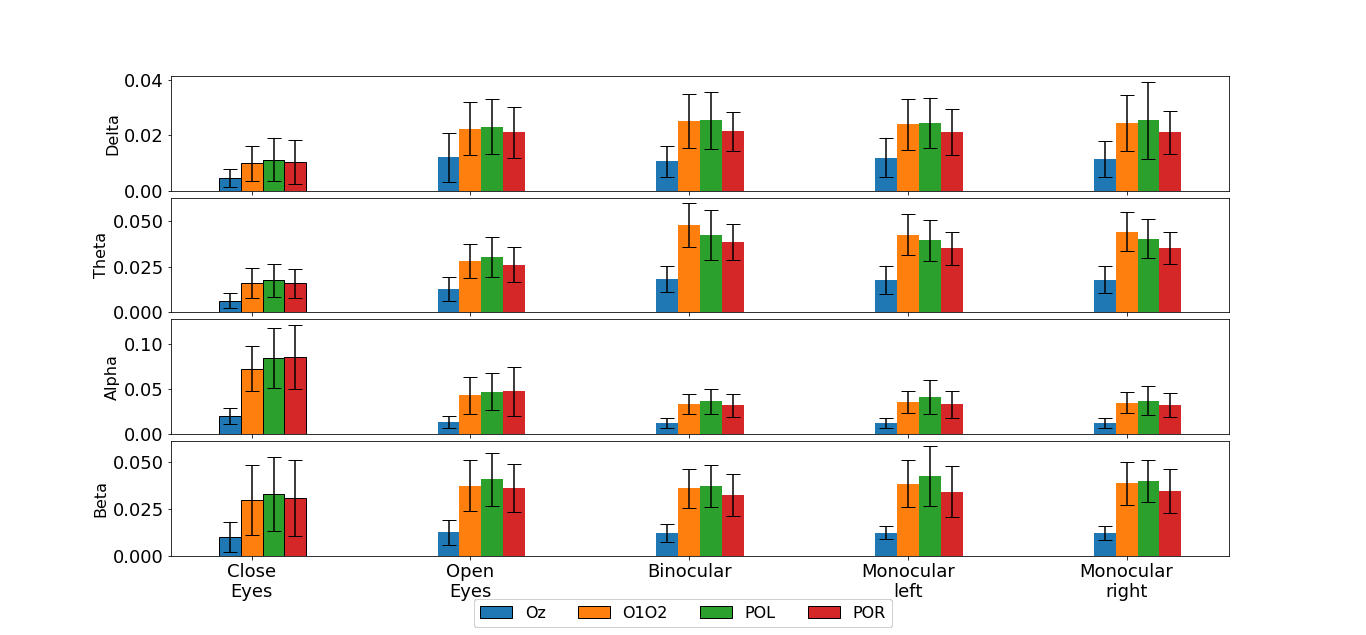 0.04
0.02
0.00
Delta
0.050
0.025
0.000
Theta
0.10
0.05
0.00
Alpha
0.050
0.025
0.000
Beta
Close Eyes
Open Eyes
Binocular
Monocular left
Monocular right
Oz O1O2 POL POR